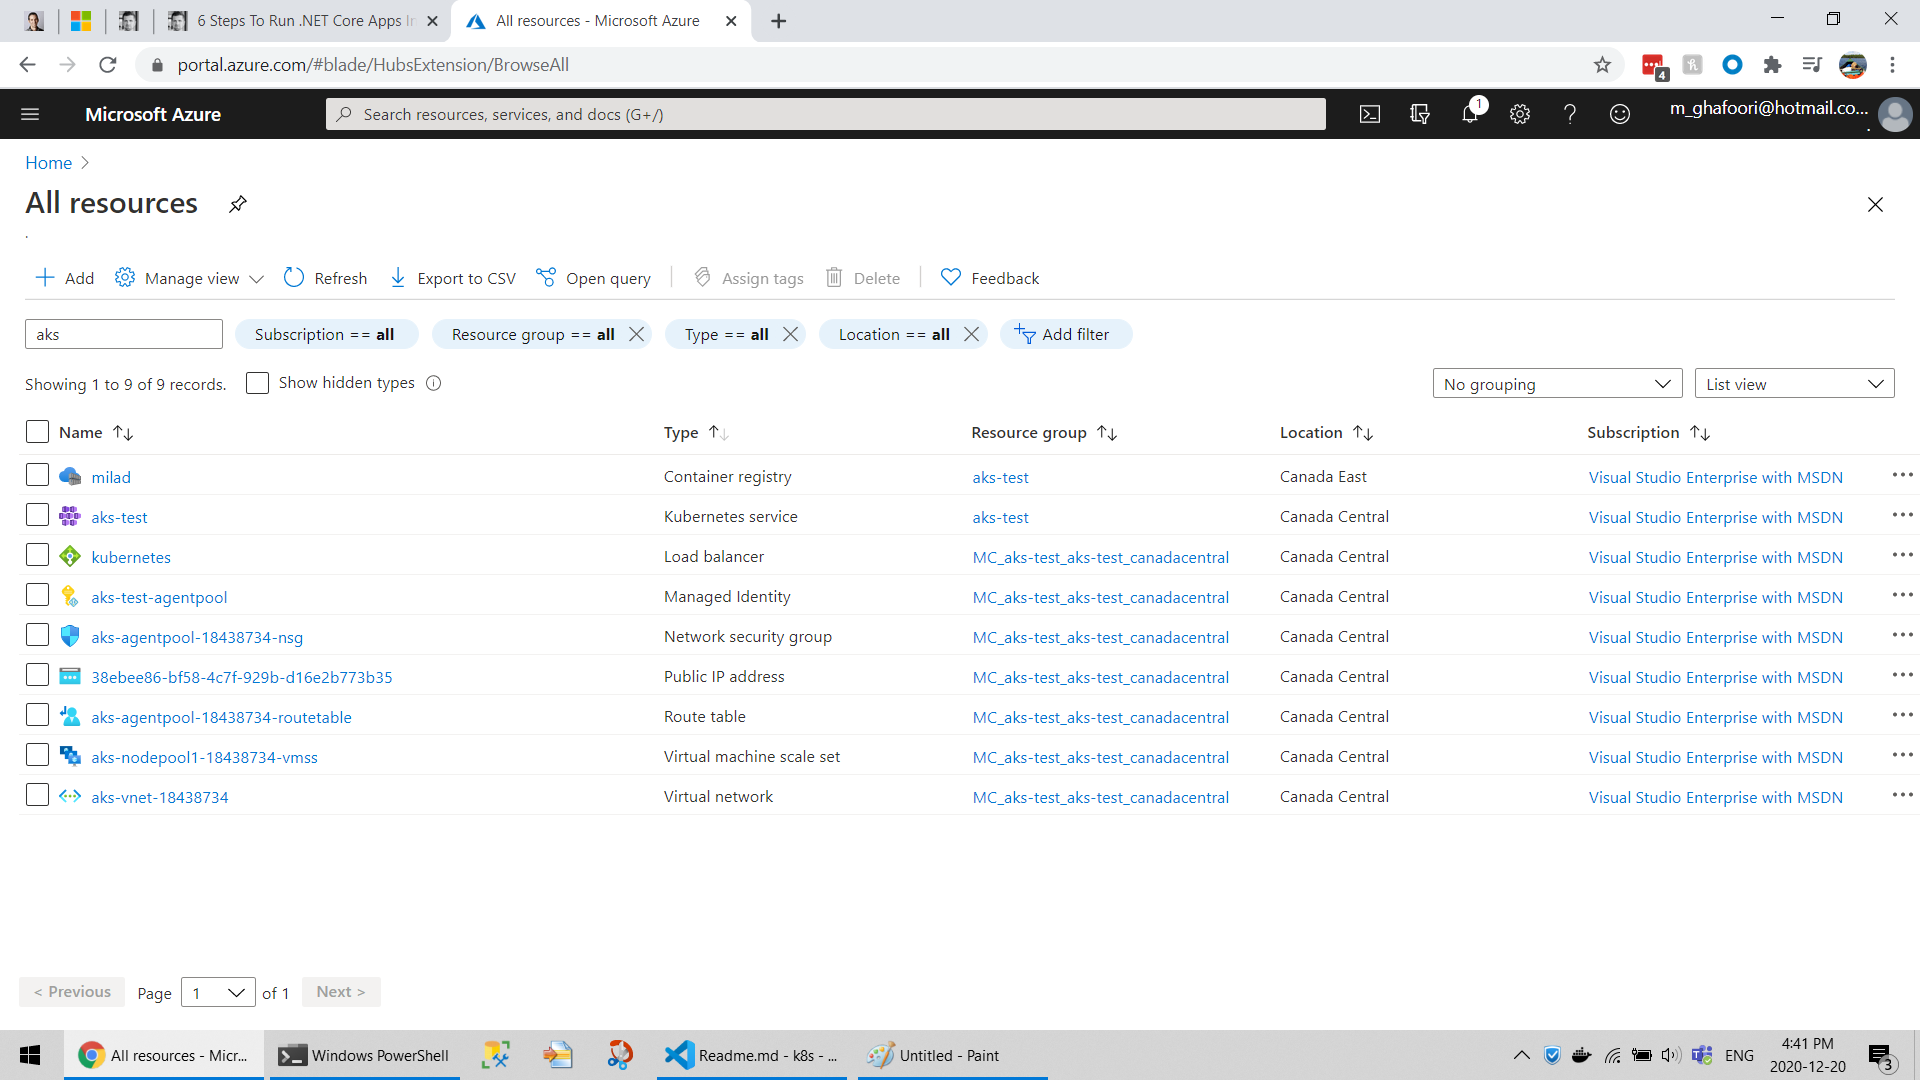 6 Steps To Run .NET Core Apps In
All resources - Microsoft Azure
portal.azure.com/#blade/HubsExtension/BrowseAll
4
Microsoft Azure
Search resources, services, and docs (G+/)
1
m_ghafoori@hotmail.co...
.
Home
All resources
.
Add
Manage view
Refresh
Export to CSV
Open query
Assign tags
Delete
Feedback
aks
Subscription == all
Resource group == all
Type == all
Location == all
Add filter
Showing 1 to 9 of 9 records.
Show hidden types
No grouping
List view
Name Type Resource group Location Subscription
milad Container registry aks-test Canada East Visual Studio Enterprise with MSDN ...
aks-test Kubernetes service aks-test Canada Central Visual Studio Enterprise with MSDN ...
kubernetes Load balancer MC_aks-test_aks-test_canadacentral Canada Central Visual Studio Enterprise with MSDN ...
aks-test-agentpool Managed Identity MC_aks-test_aks-test_canadacentral Canada Central Visual Studio Enterprise with MSDN ...
aks-agentpool-18438734-nsg Network security group MC_aks-test_aks-test_canadacentral Canada Central Visual Studio Enterprise with MSDN ...
38ebee86-bf58-4c7f-929b-d16e2b773b35 Public IP address MC_aks-test_aks-test_canadacentral Canada Central Visual Studio Enterprise with MSDN ...
aks-agentpool-18438734-routetable Route table MC_aks-test_aks-test_canadacentral Canada Central Visual Studio Enterprise with MSDN ...
aks-nodepool1-18438734-vmss Virtual machine scale set MC_aks-test_aks-test_canadacentral Canada Central Visual Studio Enterprise with MSDN ...
aks-vnet-18438734 Virtual network MC_aks-test_aks-test_canadacentral Canada Central Visual Studio Enterprise with MSDN ...
< Previous Page 1 of 1 Next >
All resources - Micr...
Windows PowerShell
Readme.md - k8s - ...
Untitled - Paint
ENG
4:41 PM
2020-12-20
3